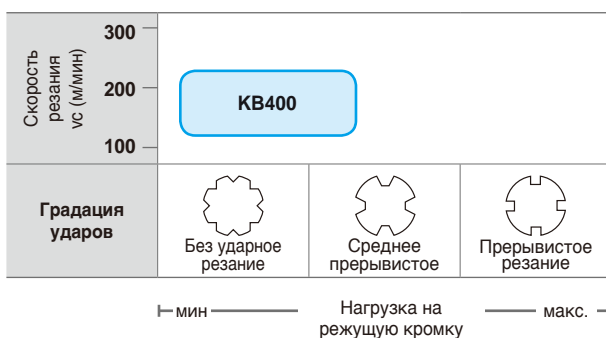 Скорость
резания
vc (м/мин)
300
200
100
KB400
Градация
ударов
Без ударное
резание
Среднее
прерывистое
Прерывистое
резание
мин
Нагрузка на
режущую кромку
макс.